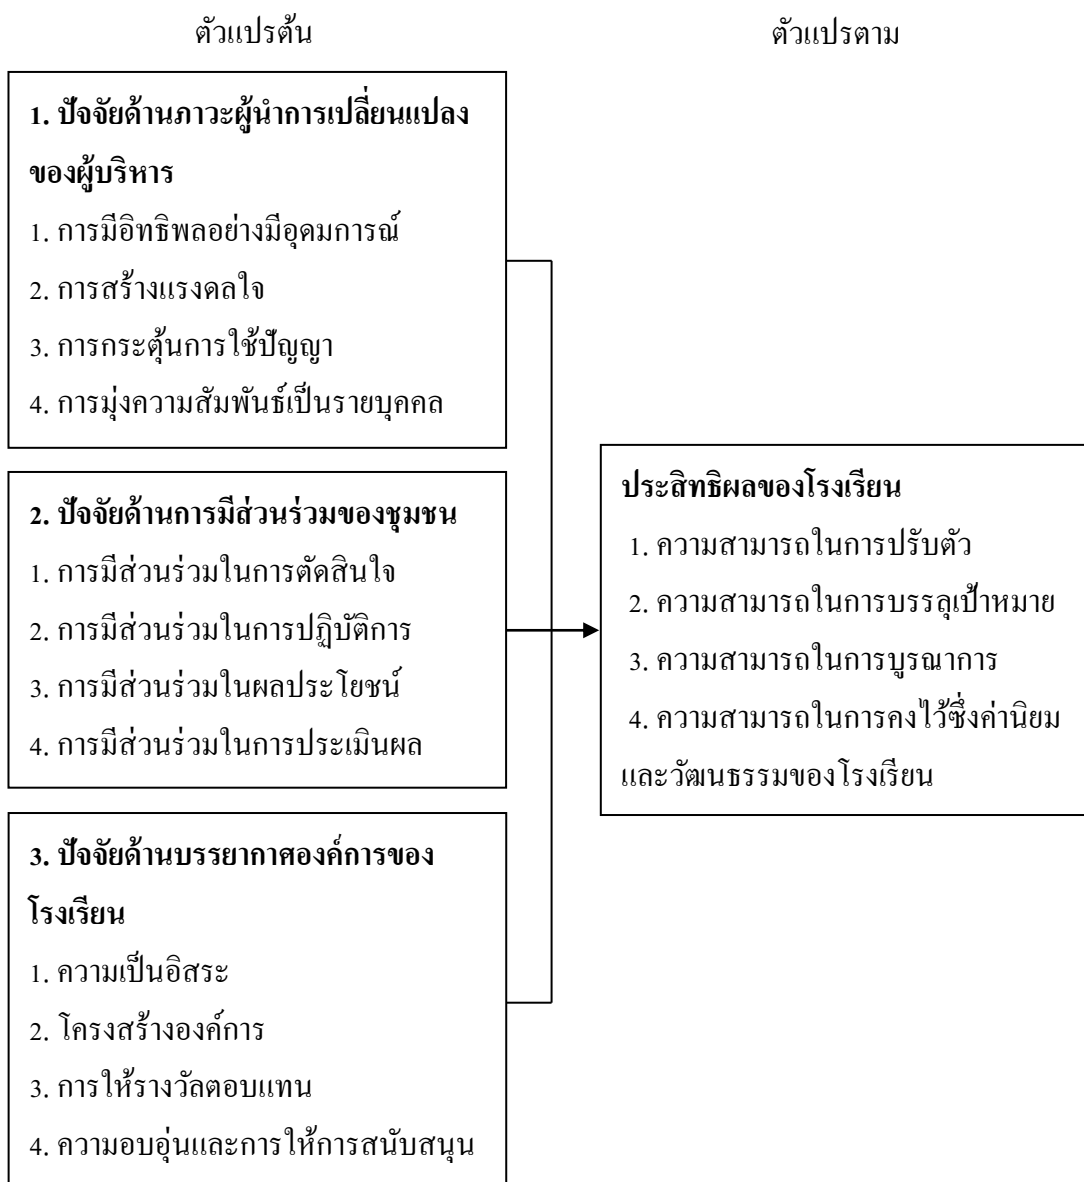 ตัวแปรต้น
ตัวแปรตาม
1. ปัจจัยด้านภาวะผู้นำการเปลี่ยนแปลง
ของผู้บริหาร
1. การมีอิทธิพลอย่างมีอุดมการณ์
2. การสร้างแรงดลใจ
3. การกระตุ้นการใช้ปัญญา
4. การมุ่งความสัมพันธ์เป็นรายบุคคล
2. ปัจจัยด้านการมีส่วนร่วมของชุมชน
1. การมีส่วนร่วมในการตัดสินใจ
2. การมีส่วนร่วมในการปฏิบัติการ
3. การมีส่วนร่วมในผลประโยชน์
4. การมีส่วนร่วมในการประเมินผล
3. ปัจจัยด้านบรรยากาศองค์การของ
โรงเรียน
1. ความเป็นอิสระ
2. โครงสร้างองค์การ
3. การให้รางวัลตอบแทน
4. ความอบอุ่นและการให้การสนับสนุน
ประสิทธิผลของโรงเรียน
1. ความสามารถในการปรับตัว
2. ความสามารถในการบรรลุเป้าหมาย
3. ความสามารถในการบูรณาการ
4. ความสามารถในการคงไว้ซึ่งค่านิยม
และวัฒนธรรมของโรงเรียน